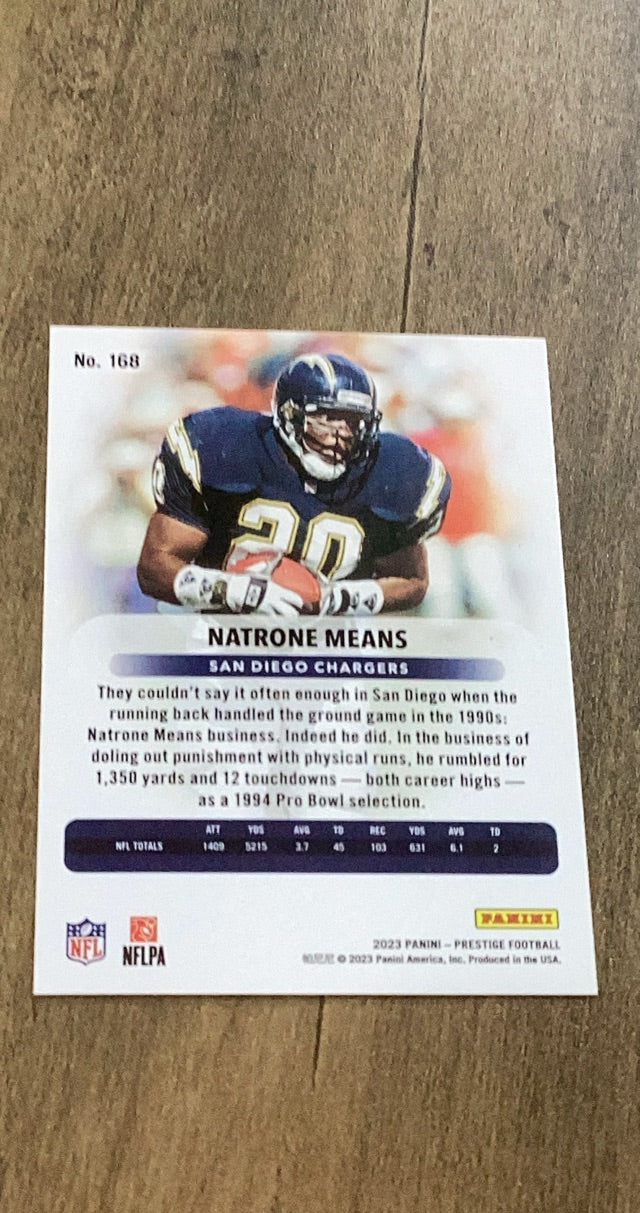 No. 168
20
NATRONE MEANS
SAN DIEGO CHARGERS
They couldn't say it often enough in San Diego when the
running back handled the ground game in the 1990s:
Natrone Means business. Indeed he did. In the business of
doling out punishment with physical runs, he rumbled for
1,350 yards and 12 touchdowns — both career highs —
as a 1994 Pro Bowl selection.
ATT YDS AVG TD REC YDS AVG TD
NFL TOTALS 1409 5215 3.7 45 103 631 6.1 2
PANINI
NFL NFLPA
2023 PANINI – PRESTIGE FOOTBALL
© 2023 Panini America, Inc. Produced in the USA.